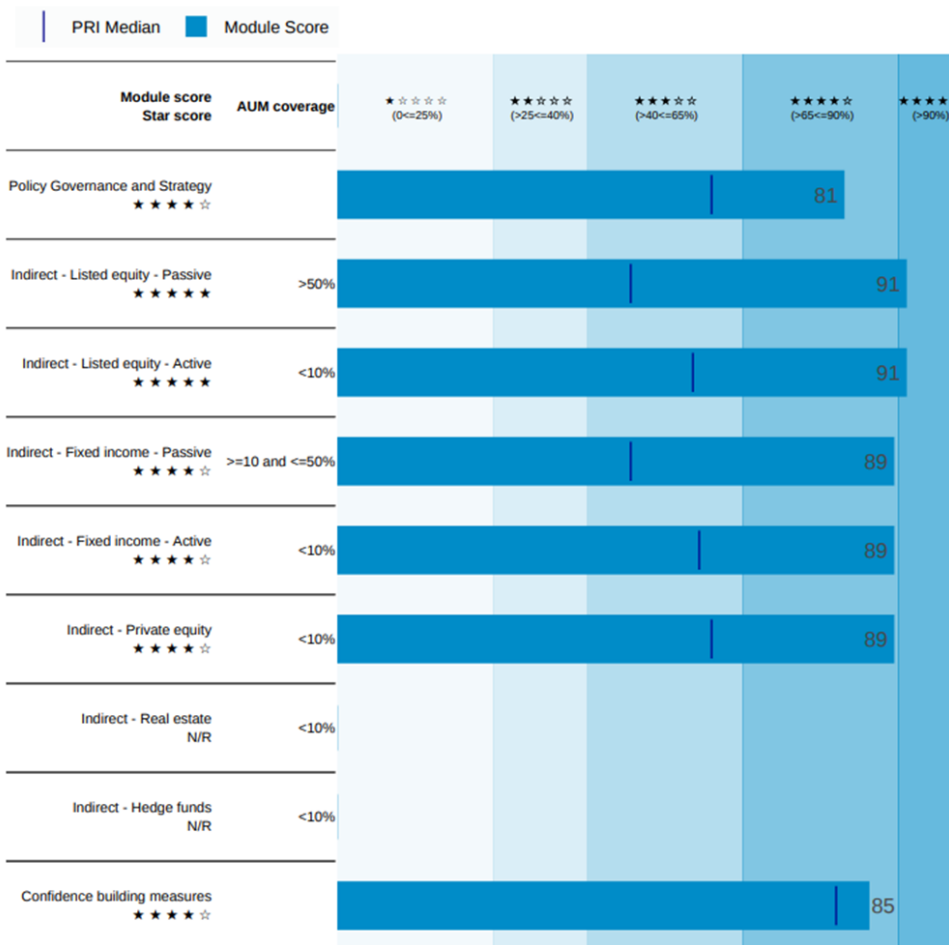 PRI Median Module Score
Module score
Star score
AUM coverage
★☆☆☆☆
(0<=25%)
★★☆☆☆
(>25<=40%)
★★★☆☆
(>40<=65%)
★★★★☆
(>65<=90%)
★★★★
(>90%)
Policy Governance and Strategy
★★★★☆
81
Indirect - Listed equity - Passive
★★★★★
>50%
91
Indirect - Listed equity - Active
★★★★★
<10%
91
Indirect - Fixed income - Passive
★★★★☆
>=10 and <=50%
89
Indirect - Fixed income - Active
★★★★☆
<10%
89
Indirect - Private equity
★★★★☆
<10%
89
Indirect - Real estate
N/R
<10%
Indirect - Hedge funds
N/R
<10%
Confidence building measures
★★★★☆
85